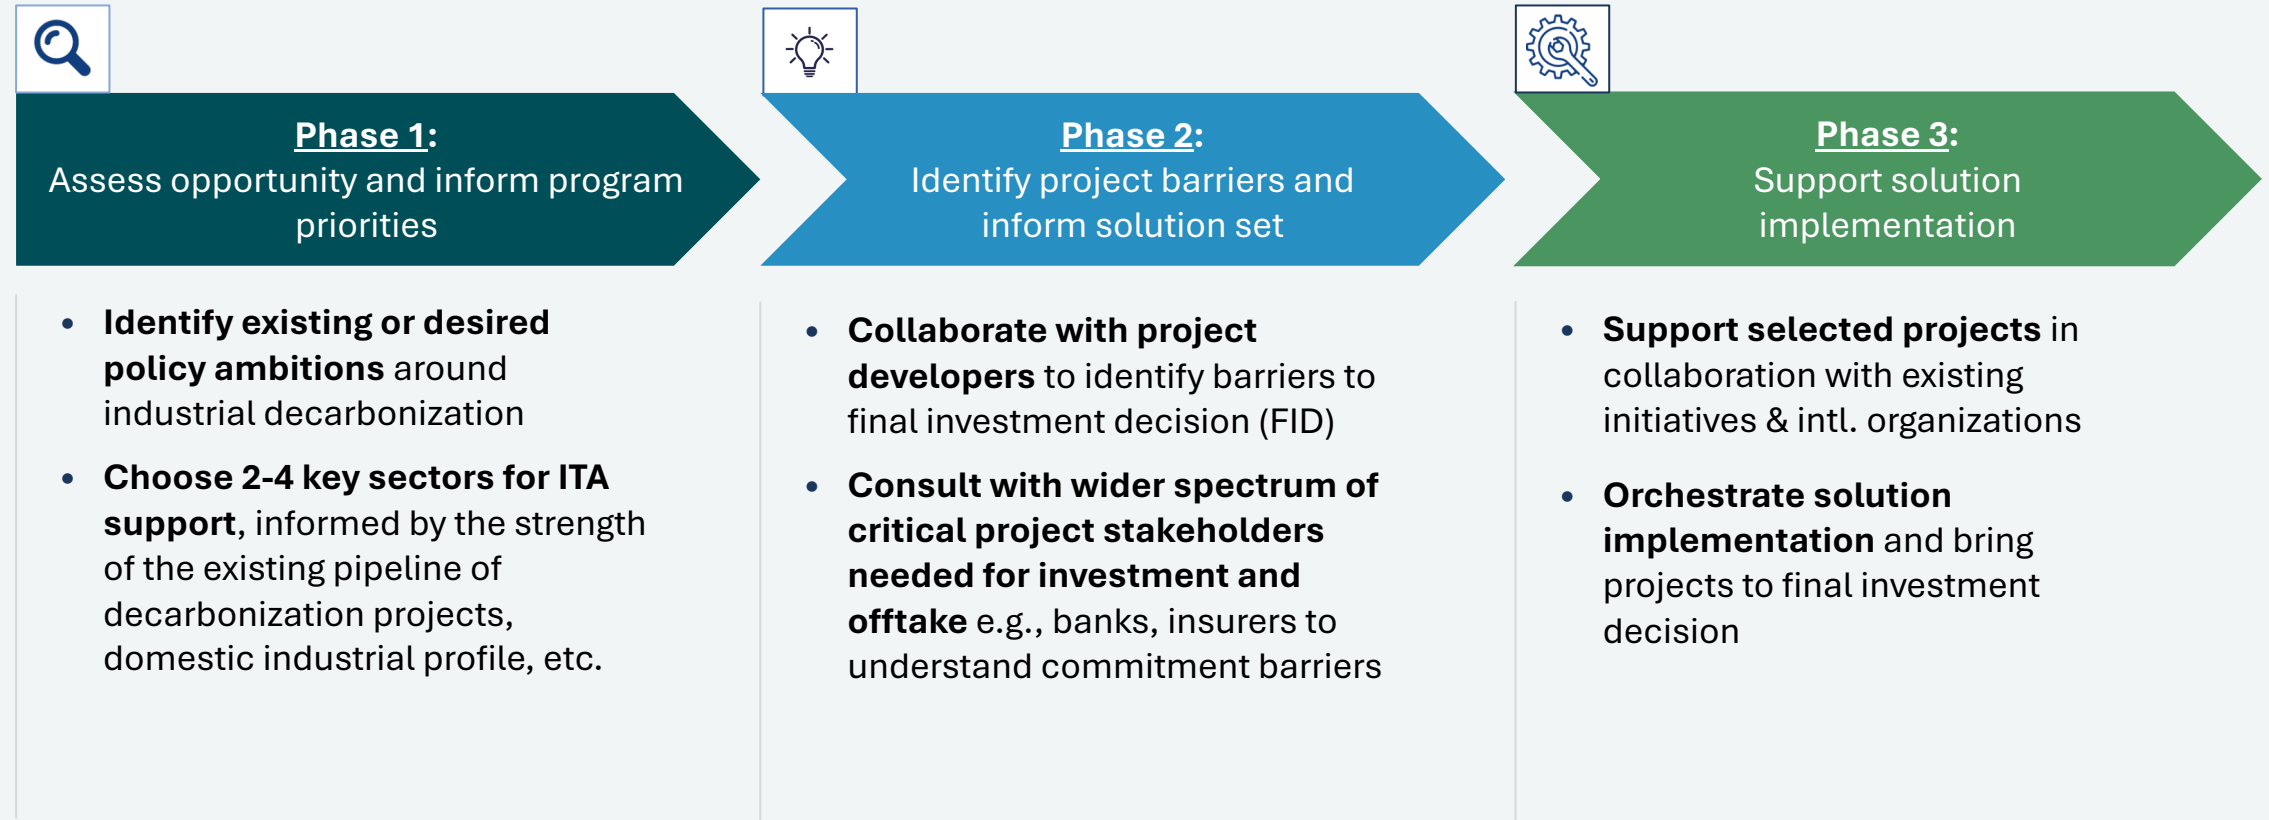 Phase 1:
Assess opportunity and inform program
priorities
Phase 2:
Identify project barriers and
inform solution set
Phase 3:
Support solution
implementation
• Identify existing or desired
policy ambitions around
industrial decarbonization
• Choose 2-4 key sectors for ITA
support, informed by the strength
of the existing pipeline of
decarbonization projects,
domestic industrial profile, etc.
• Collaborate with project
developers to identify barriers to
final investment decision (FID)
• Consult with wider spectrum of
critical project stakeholders
needed for investment and
offtake e.g., banks, insurers to
understand commitment barriers
• Support selected projects in
collaboration with existing
initiatives & intl. organizations
• Orchestrate solution
implementation and bring
projects to final investment
decision